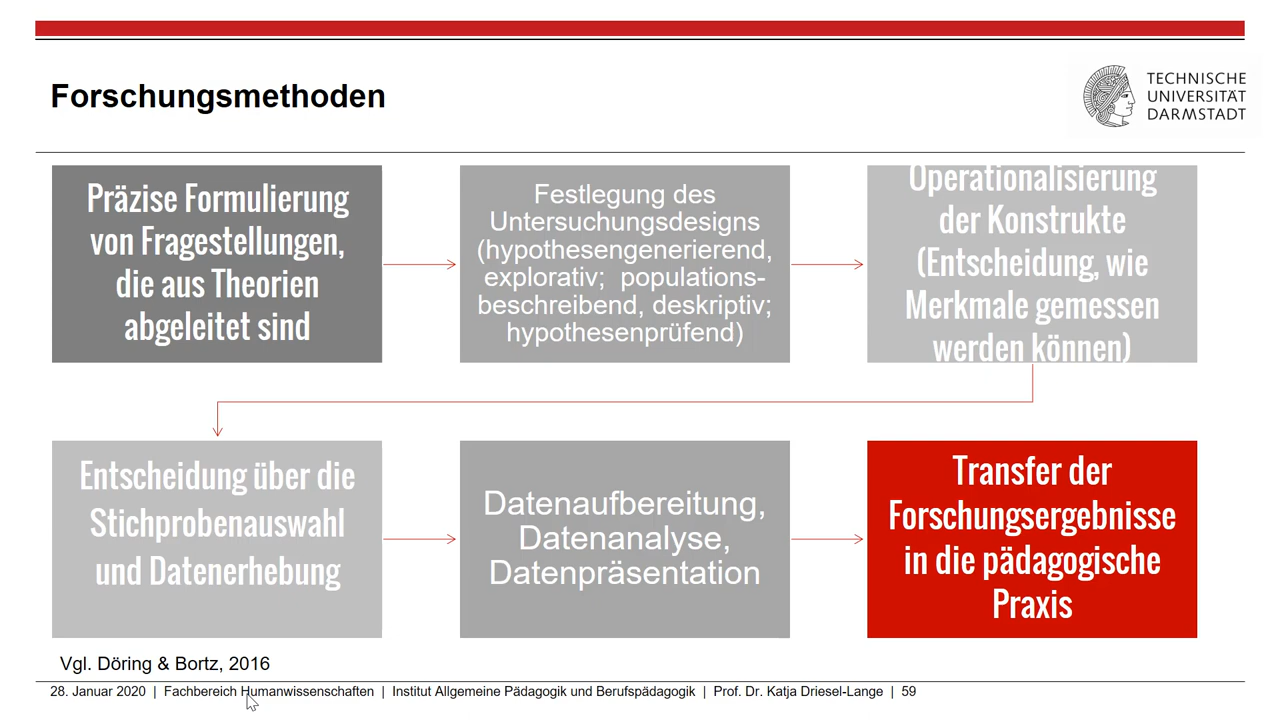 Forschungsmethoden
TECHNISCHE
UNIVERSITÄT
DARMSTADT
Präzise Formulierung
von Fragestellungen,
die aus Theorien
abgeleitet sind
Festlegung des
Untersuchungsdesigns
(hypothesengenerierend,
explorativ; populations-
beschreibend, deskriptiv;
hypothesenprüfend)
Operationalisierung
der Konstrukte
(Entscheidung, wie
Merkmale gemessen
werden können)
Entscheidung über die
Stichprobenauswahl
und Datenerhebung
Datenaufbereitung,
Datenanalyse,
Datenpräsentation
Transfer der
Forschungsergebnisse
in die pädagogische
Praxis
Vgl. Döring & Bortz, 2016
28. Januar 2020 | Fachbereich Humanwissenschaften | Institut Allgemeine Pädagogik und Berufspädagogik | Prof. Dr. Katja Driesel-Lange | 59